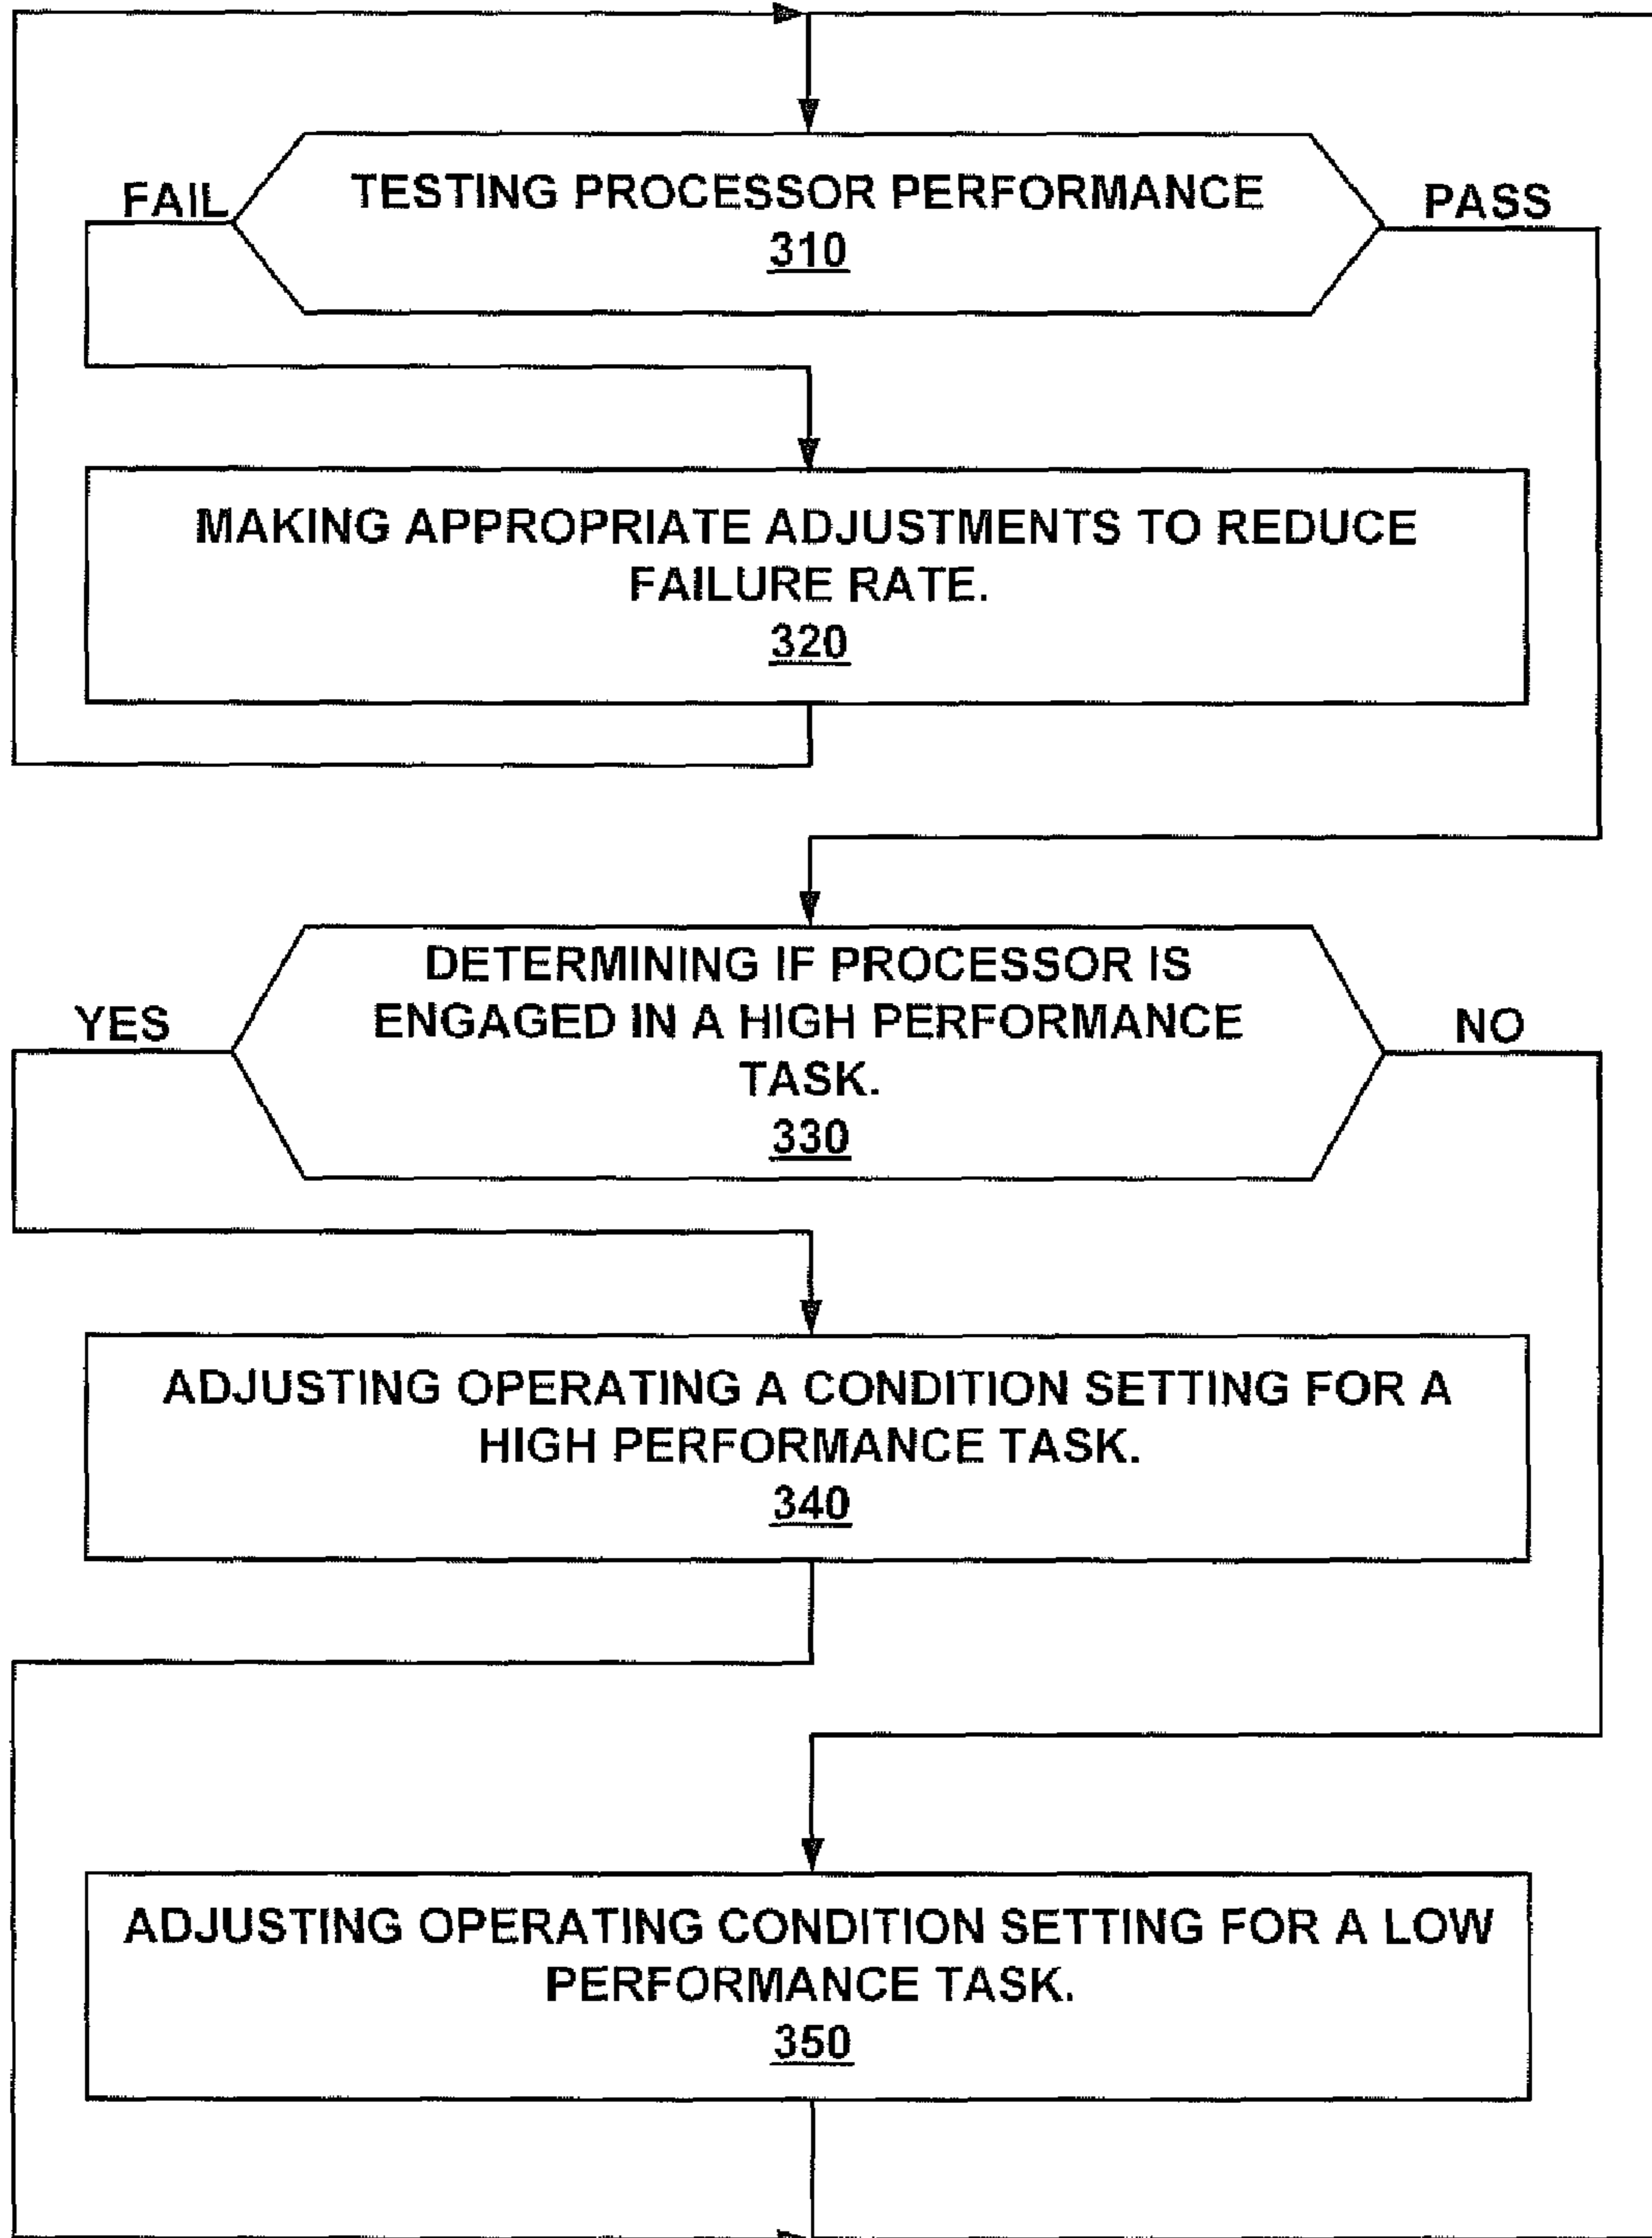 TESTING PROCESSOR PERFORMANCE
310
FAIL
PASS
MAKING APPROPRIATE ADJUSTMENTS TO REDUCE
FAILURE RATE.
320
DETERMINING IF PROCESSOR IS
ENGAGED IN A HIGH PERFORMANCE
TASK.
330
YES
NO
ADJUSTING OPERATING A CONDITION SETTING FOR A
HIGH PERFORMANCE TASK.
340
ADJUSTING OPERATING CONDITION SETTING FOR A LOW
PERFORMANCE TASK.
350